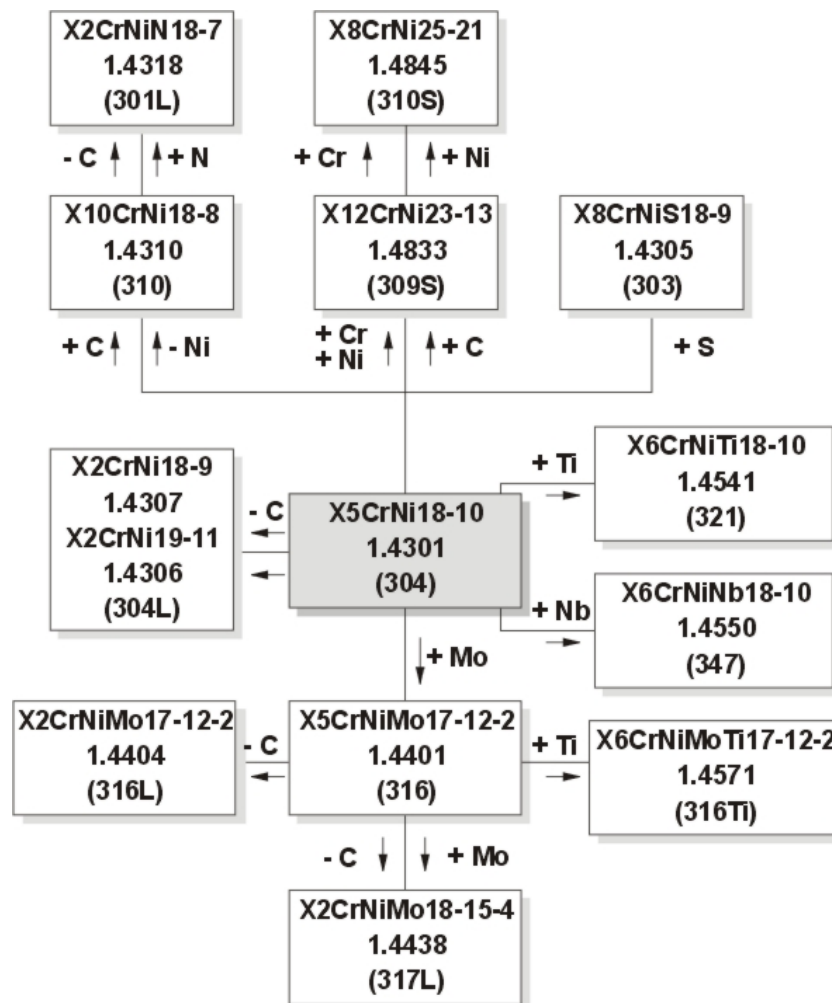 X2CrNiN18-7
1.4318
(301L)
X8CrNi25-21
1.4845
(310S)
- C
+ N
+ Cr
+ Ni
X10CrNi18-8
1.4310
(310)
X12CrNi23-13
1.4833
(309S)
X8CrNiS18-9
1.4305
(303)
+ C
- Ni
+ Cr
+ Ni
+ C
+ S
X2CrNi18-9
1.4307
X2CrNi19-11
1.4306
(304L)
- C
X5CrNi18-10
1.4301
(304)
+ Ti
X6CrNiTi18-10
1.4541
(321)
+ Nb
X6CrNiNb18-10
1.4550
(347)
+ Mo
X2CrNiMo17-12-2
1.4404
(316L)
- C
X5CrNiMo17-12-2
1.4401
(316)
+ Ti
X6CrNiMoTi17-12-2
1.4571
(316Ti)
- C
+ Mo
X2CrNiMo18-15-4
1.4438
(317L)